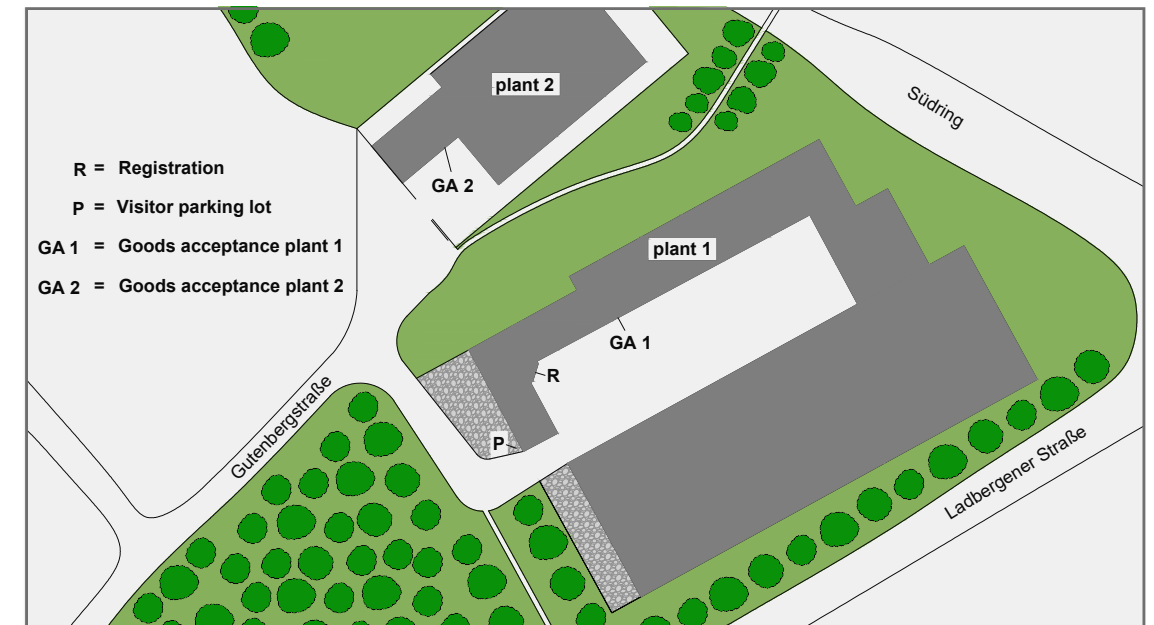 plant 2
Südring
R = Registration
GA 2
P = Visitor parking lot
GA 1 = Goods acceptance plant 1
plant 1
GA 2 = Goods acceptance plant 2
GA 1
R
Gutenbergstraße
P
Ladbergener Straße